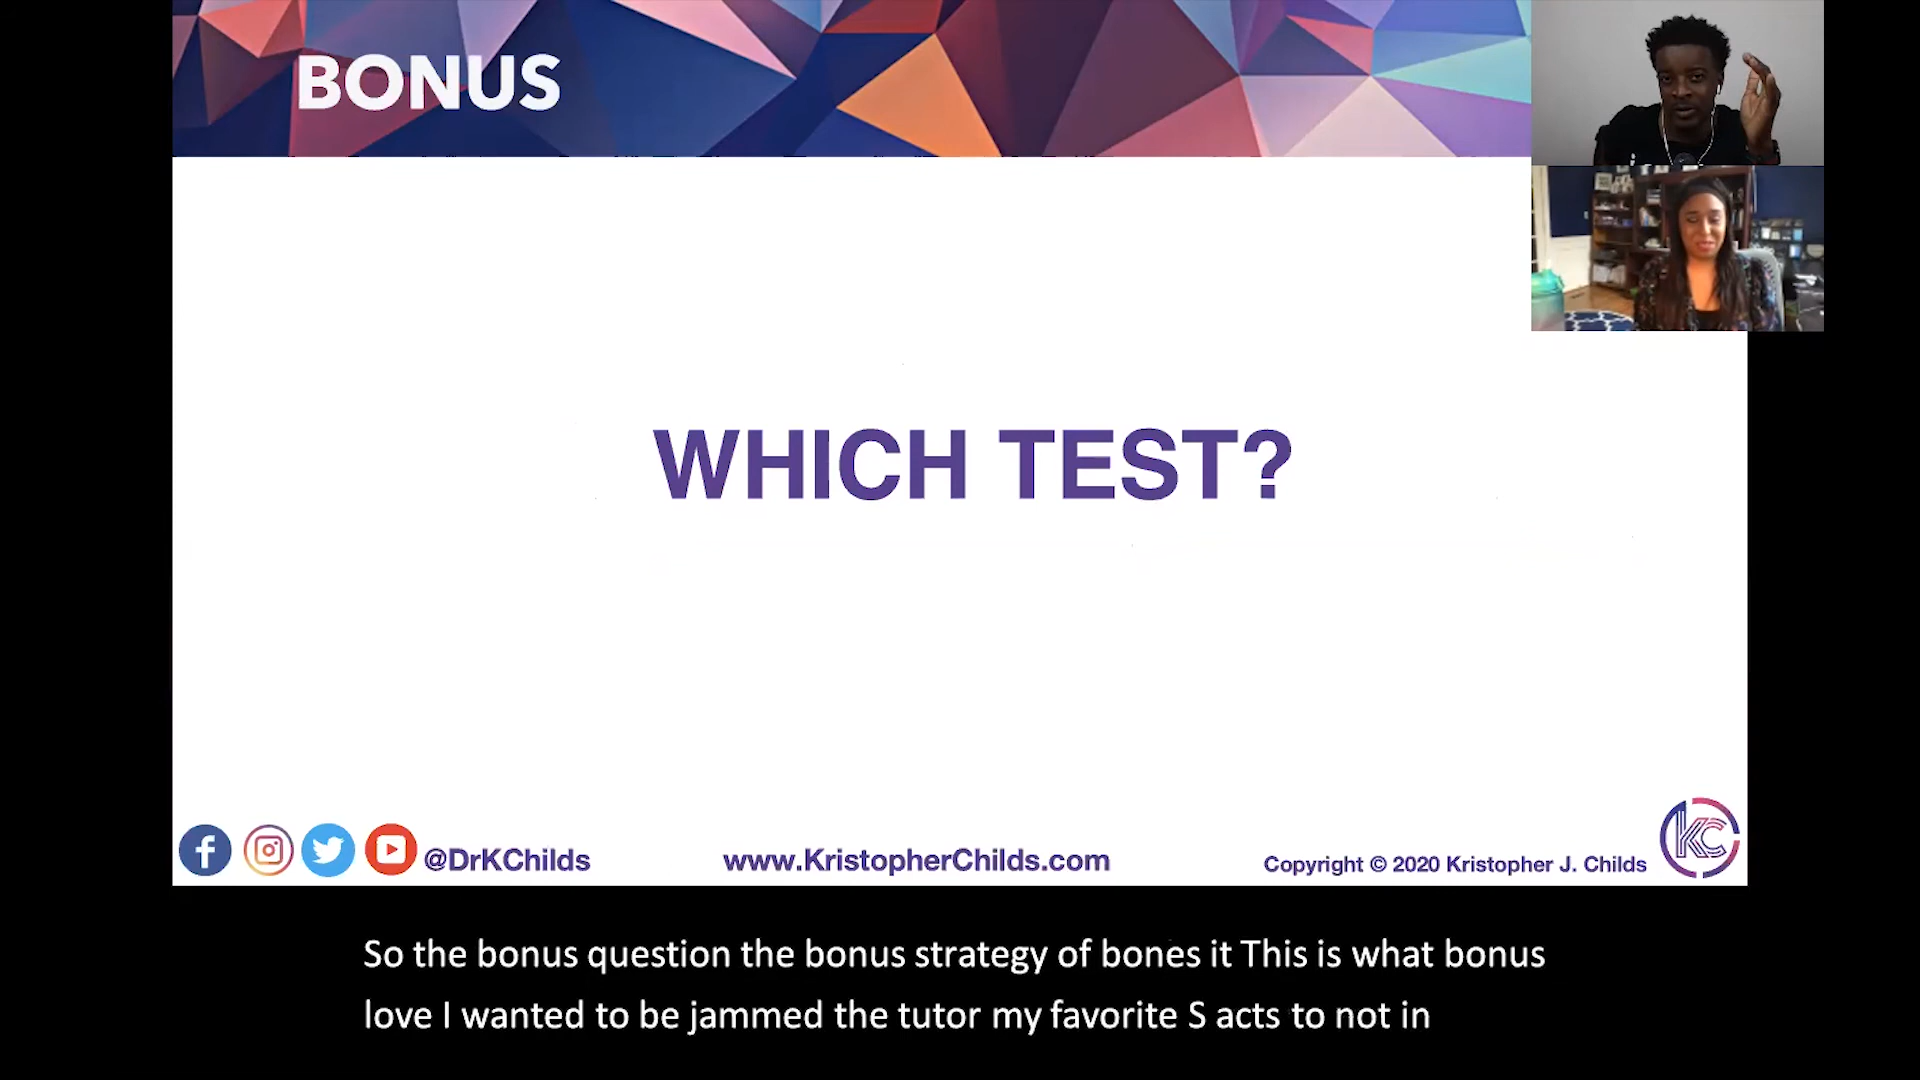 BONUS
WHICH TEST?
@DrKChilds
www.KristopherChilds.com
Copyright © 2020 Kristopher J. Childs
KC
So the bonus question the bonus strategy of bones it This is what bonus
love I wanted to be jammed the tutor my favorite S acts to not in